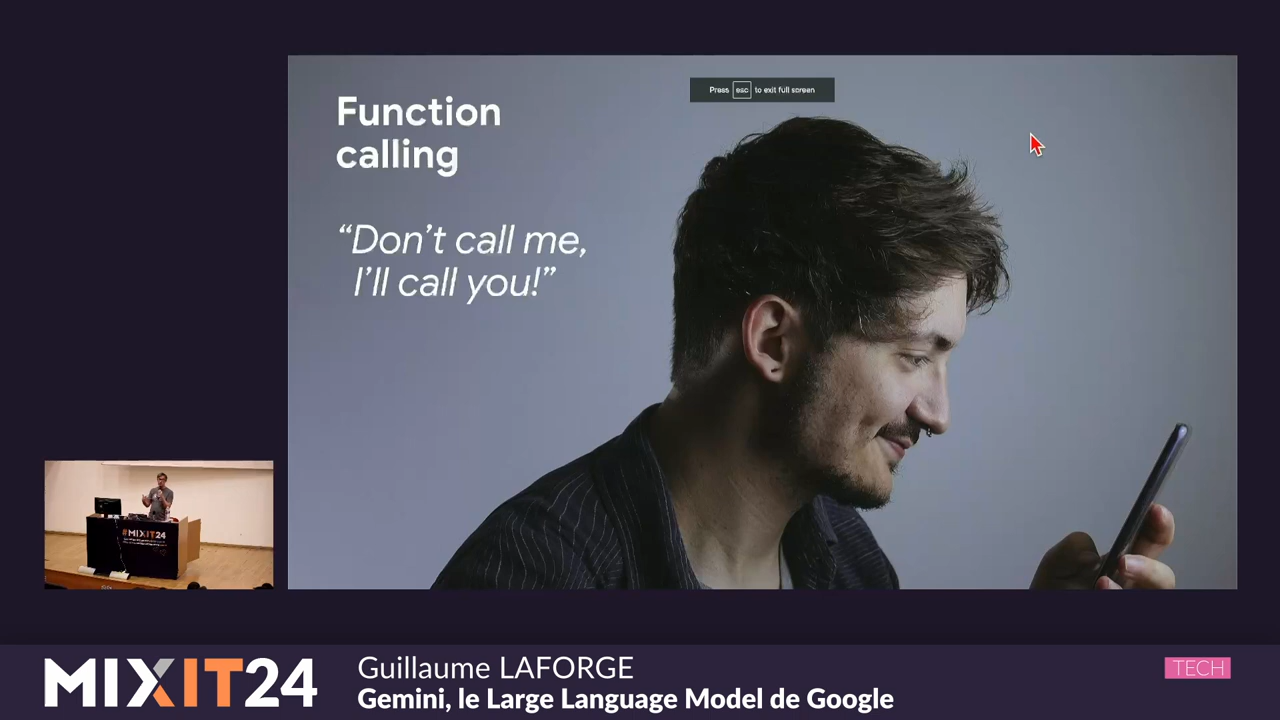 Function
calling
“Don’t call me,
I’ll call you!”
Press esc to exit full screen
#MIXIT24
MIXIT24
Guillaume LAFORGE
Gemini, le Large Language Model de Google
TECH